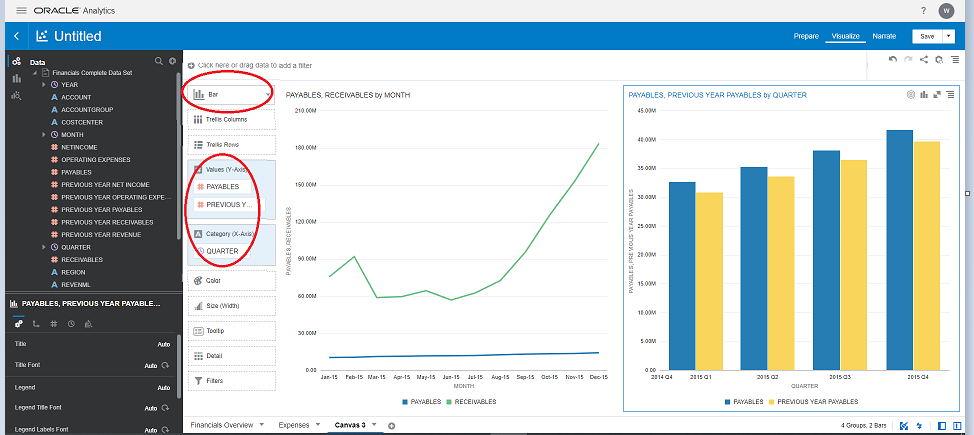 ORACLE Analytics
?
W
Untitled
Prepare
Visualize
Narrate
Save
Data
Financials Complete Data Set
YEAR
A ACCOUNT
A ACCOUNTGROUP
A COSTCENTER
MONTH
# NETINCOME
# OPERATING EXPENSES
# PAYABLES
# PREVIOUS YEAR NET INCOME
# PREVIOUS YEAR OPERATING EXPE...
# PREVIOUS YEAR PAYABLES
# PREVIOUS YEAR RECEIVABLES
# PREVIOUS YEAR REVENUE
QUARTER
# RECEIVABLES
A REGION
A REVENML
PAYABLES, PREVIOUS YEAR PAYABLE...
#
Title Auto
Title Font Auto
Legend Auto
Legend Title Font Auto
Legend Labels Font Auto
Click here or drag data to add a filter
Bar
Trellis Columns
Trellis Rows
Values (Y-Axis)
# PAYABLES
# PREVIOUS Y...
A Category (X-Axis)
QUARTER
Color
Size (Width)
Tooltip
Detail
Filters
PAYABLES, RECEIVABLES by MONTH
210.00M
180.00M
150.00M
120.00M
90.00M
60.00M
30.00M
0.00
PAYABLES, RECEIVABLES
Jan-15 Feb-15 Mar-15 Apr-15 May-15 Jun-15 Jul-15 Aug-15 Sep-15 Oct-15 Nov-15 Dec-15
MONTH
PAYABLES RECEIVABLES
PAYABLES, PREVIOUS YEAR PAYABLES by QUARTER
45.00M
40.00M
35.00M
30.00M
25.00M
20.00M
15.00M
10.00M
5.00M
0.00
PAYABLES, PREVIOUS YEAR PAYABLES
2014 Q4 2015 Q1 2015 Q2 2015 Q3 2015 Q4
QUARTER
PAYABLES PREVIOUS YEAR PAYABLES
Financials Overview
Expenses
Canvas 3
4 Groups, 2 Bars